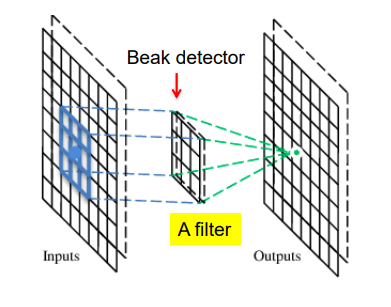 Beak detector
A filter
Inputs
Outputs